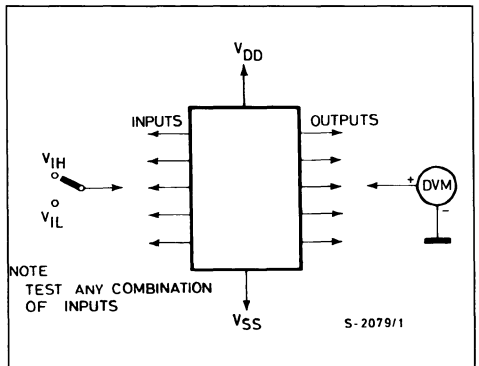 VDD
INPUTS
OUTPUTS
VIH
VIL
+
DVM
−
NOTE
TEST ANY COMBINATION
OF INPUTS
VSS
S-2079/1